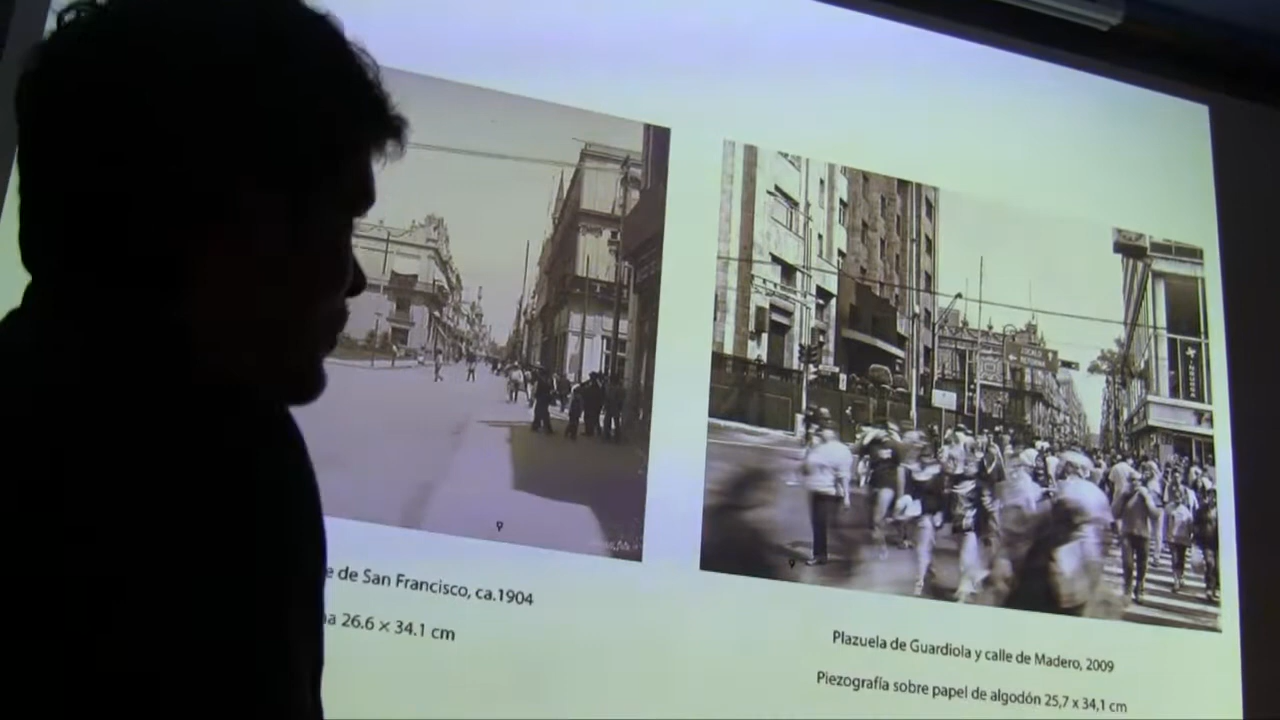 e de San Francisco, ca.1904
na 26.6 x 34.1 cm
Plazuela de Guardiola y calle de Madero, 2009
Piezografía sobre papel de algodón 25,7 x 34,1 cm